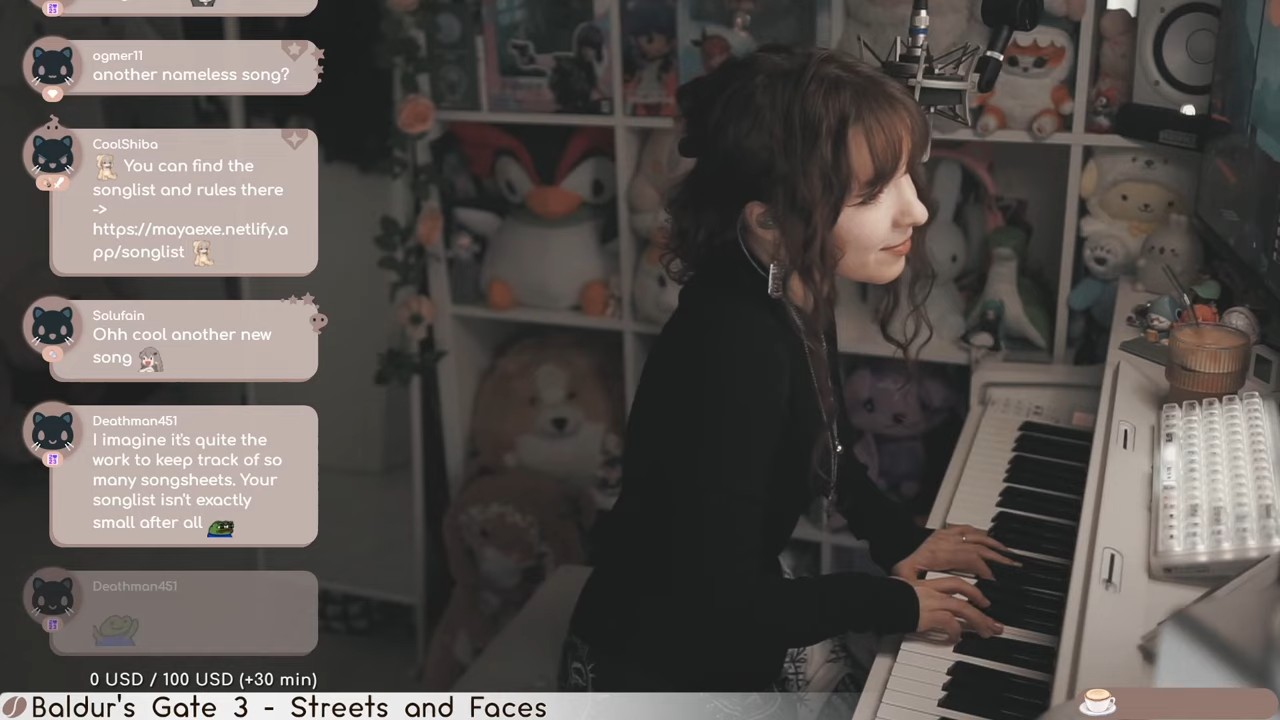 ogmer11
another nameless song?
CoolShiba
You can find the
songlist and rules there
->
https://mayaexe.netlify.a
pp/songlist
Solufain
Ohh cool another new
song
Deathman451
I imagine it's quite the
work to keep track of so
many songsheets. Your
songlist isn't exactly
small after all
Deathman451
0 USD / 100 USD (+30 min)
Baldur's Gate 3 - Streets and Faces